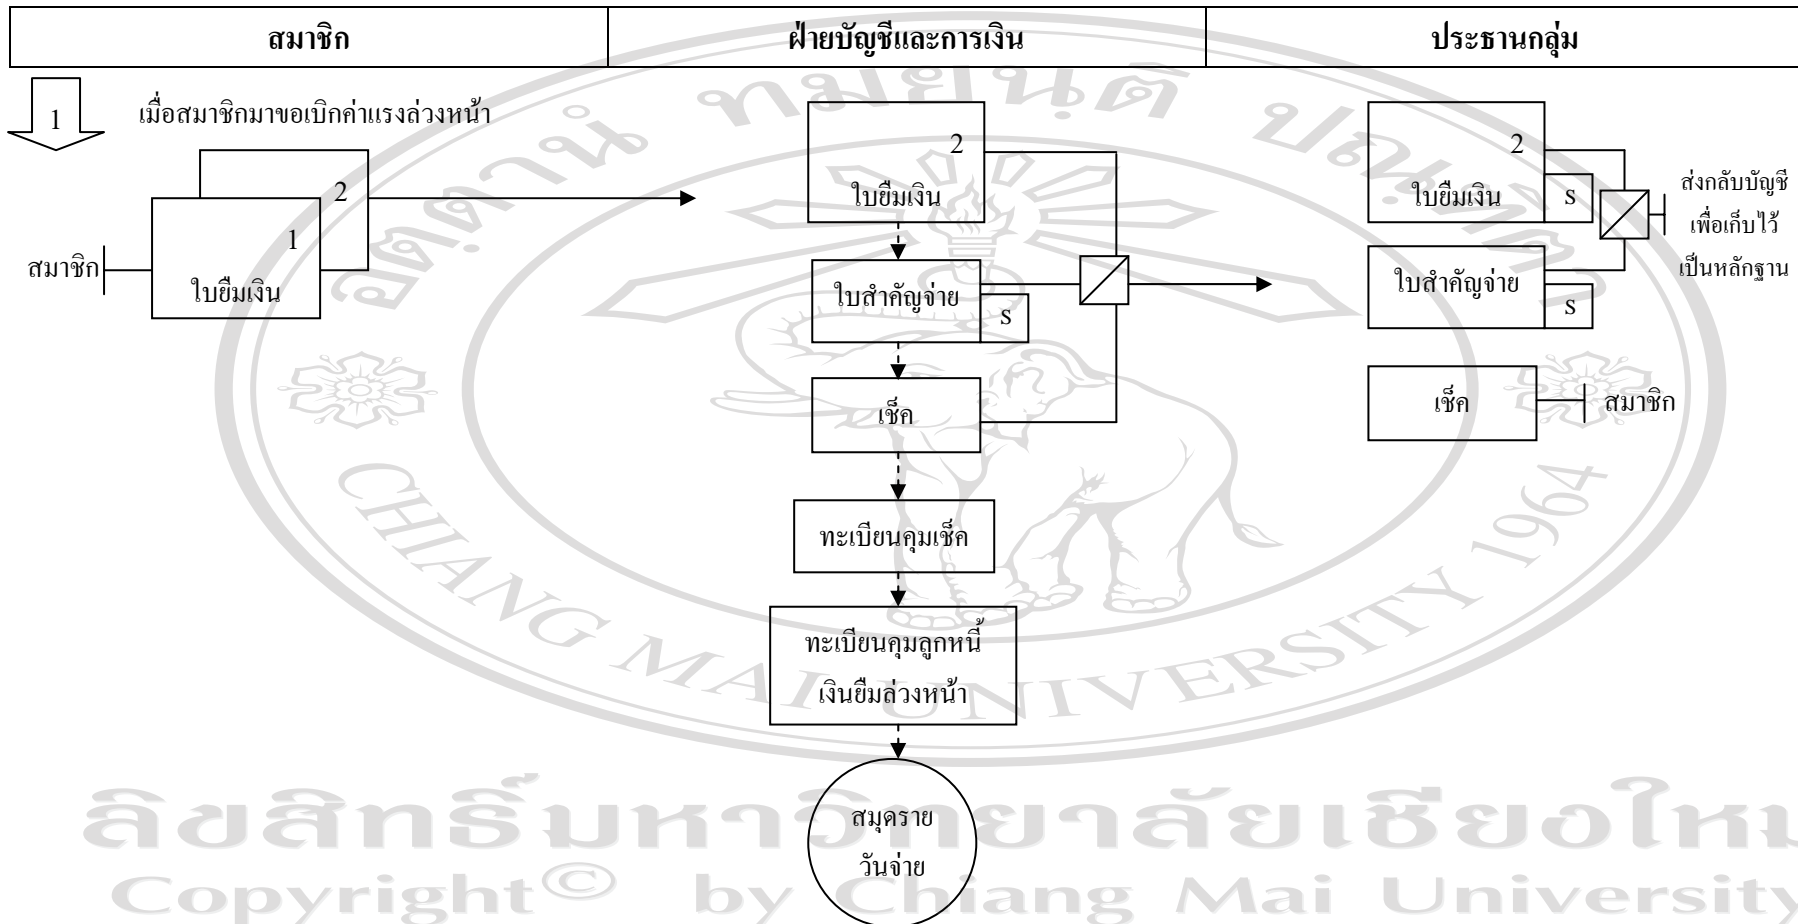 สมาชิก
ฝ่ายบัญชีและการเงิน
ประธานกลุ่ม
1
เมื่อสมาชิกมาขอเบิกค่าแรงล่วงหน้า
2
1
ใบยืมเงิน
สมาชิก
2
ใบยืมเงิน
ใบสำคัญจ่าย
S
เช็ค
ทะเบียนคุมเช็ค
ทะเบียนคุมลูกหนี้
เงินยืมล่วงหน้า
สมุดราย
วันจ่าย
2
ใบยืมเงิน
S
ใบสำคัญจ่าย
S
ส่งกลับบัญชี
เพื่อเก็บไว้
เป็นหลักฐาน
เช็ค
สมาชิก
CHIANG MAI UNIVERSITY 1964
ลิขสิทธิ์มหาวิทยาลัยเชียงใหม
Copyright© by Chiang Mai University